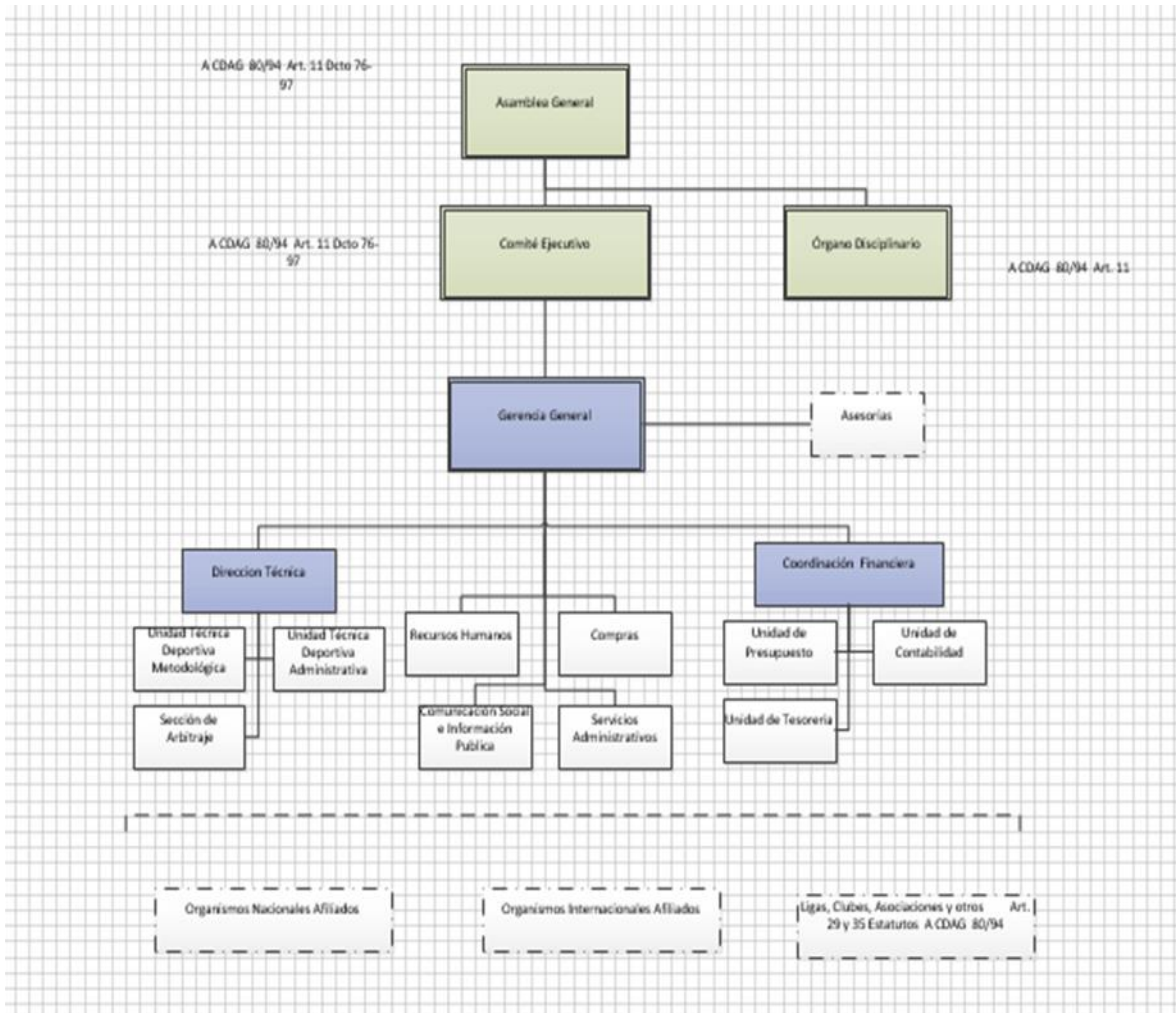 A CDAG 80/94 Art. 11 Dcto 76-
97
Asamblea General
A CDAG 80/94 Art. 11 Dcto 76-
97
Comité Ejecutivo
Órgano Disciplinario
A CDAG 80/94 Art. 11
Gerencia General
Asesorías
Direccion Técnica
Coordinación Financiera
Unidad Técnica
Deportiva
Metodológica
Unidad Técnica
Deportiva
Administrativa
Recursos Humanos
Compras
Unidad de
Presupuesto
Unidad de
Contabilidad
Sección de
Arbitraje
Comunicación Social
e Información
Publica
Servicios
Administrativos
Unidad de Tesoreria
Organismos Nacionales Afiliados
Organismos Internacionales Afiliados
Ligas, Clubes, Asociaciones y otros Art.
29 y 35 Estatutos A CDAG 80/94